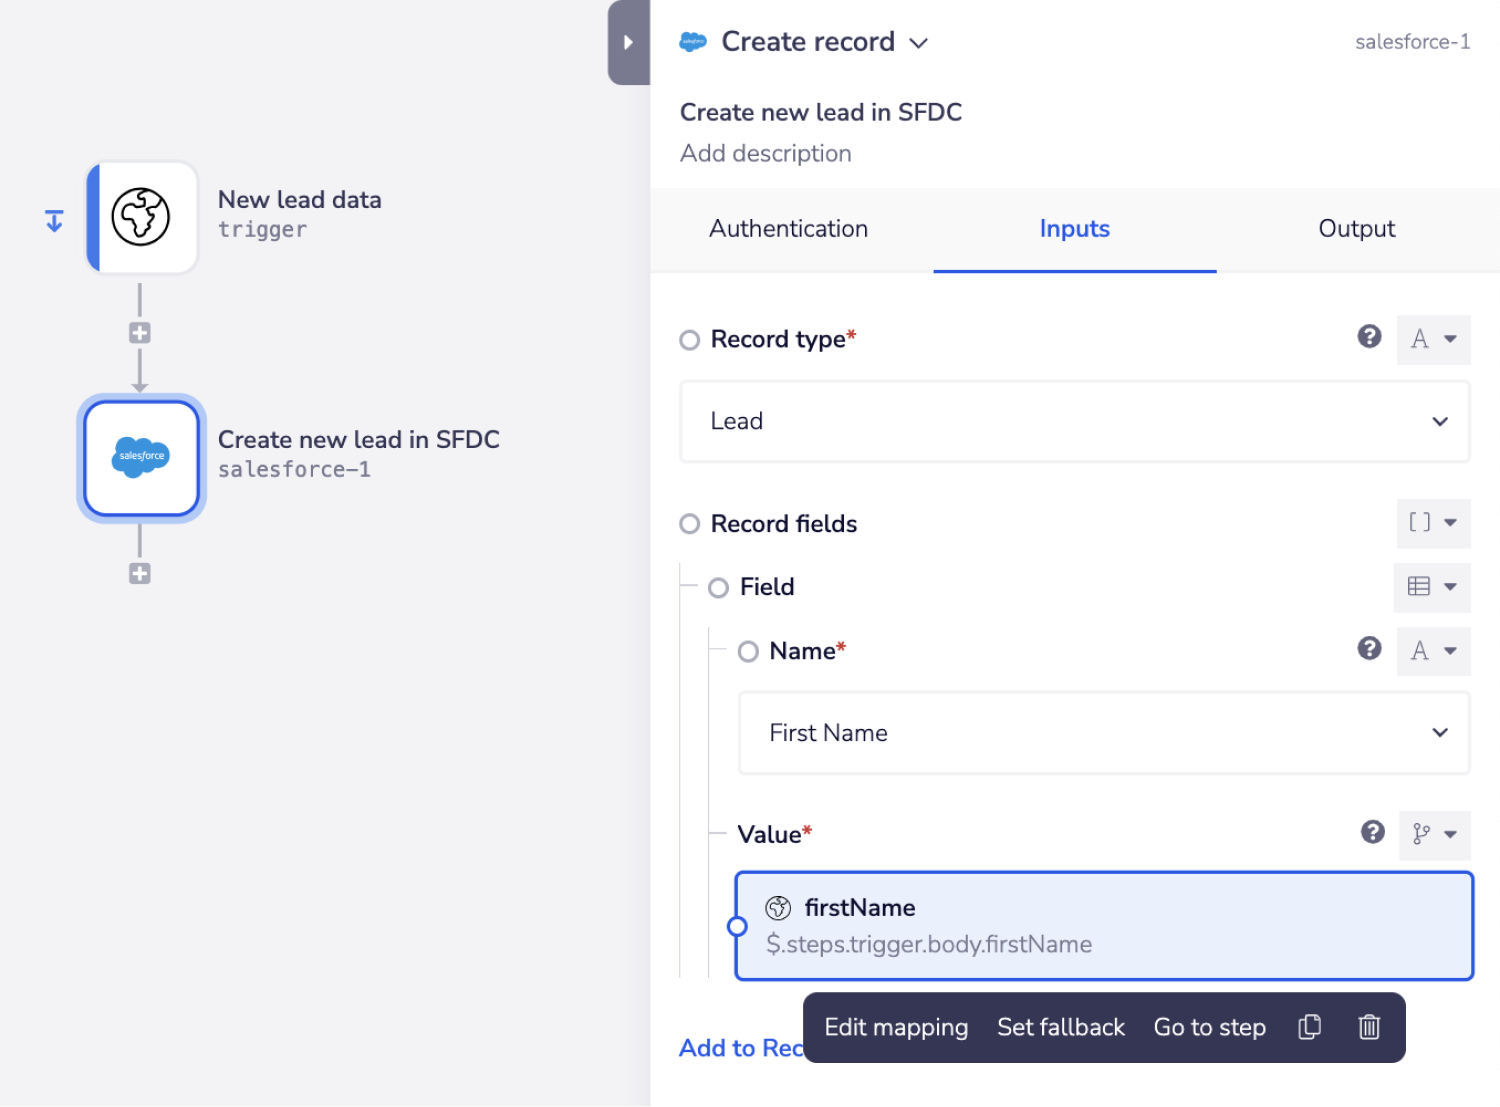 Create record
salesforce-1
Create new lead in SFDC
Add description
New lead data
trigger
Authentication
Inputs
Output
Record type*
A
Lead
salesforce
Create new lead in SFDC
salesforce-1
Record fields
[ ]
Field
Name*
A
First Name
Value*
firstName
$.steps.trigger.body.firstName
Edit mapping
Set fallback
Go to step
Add to Rec